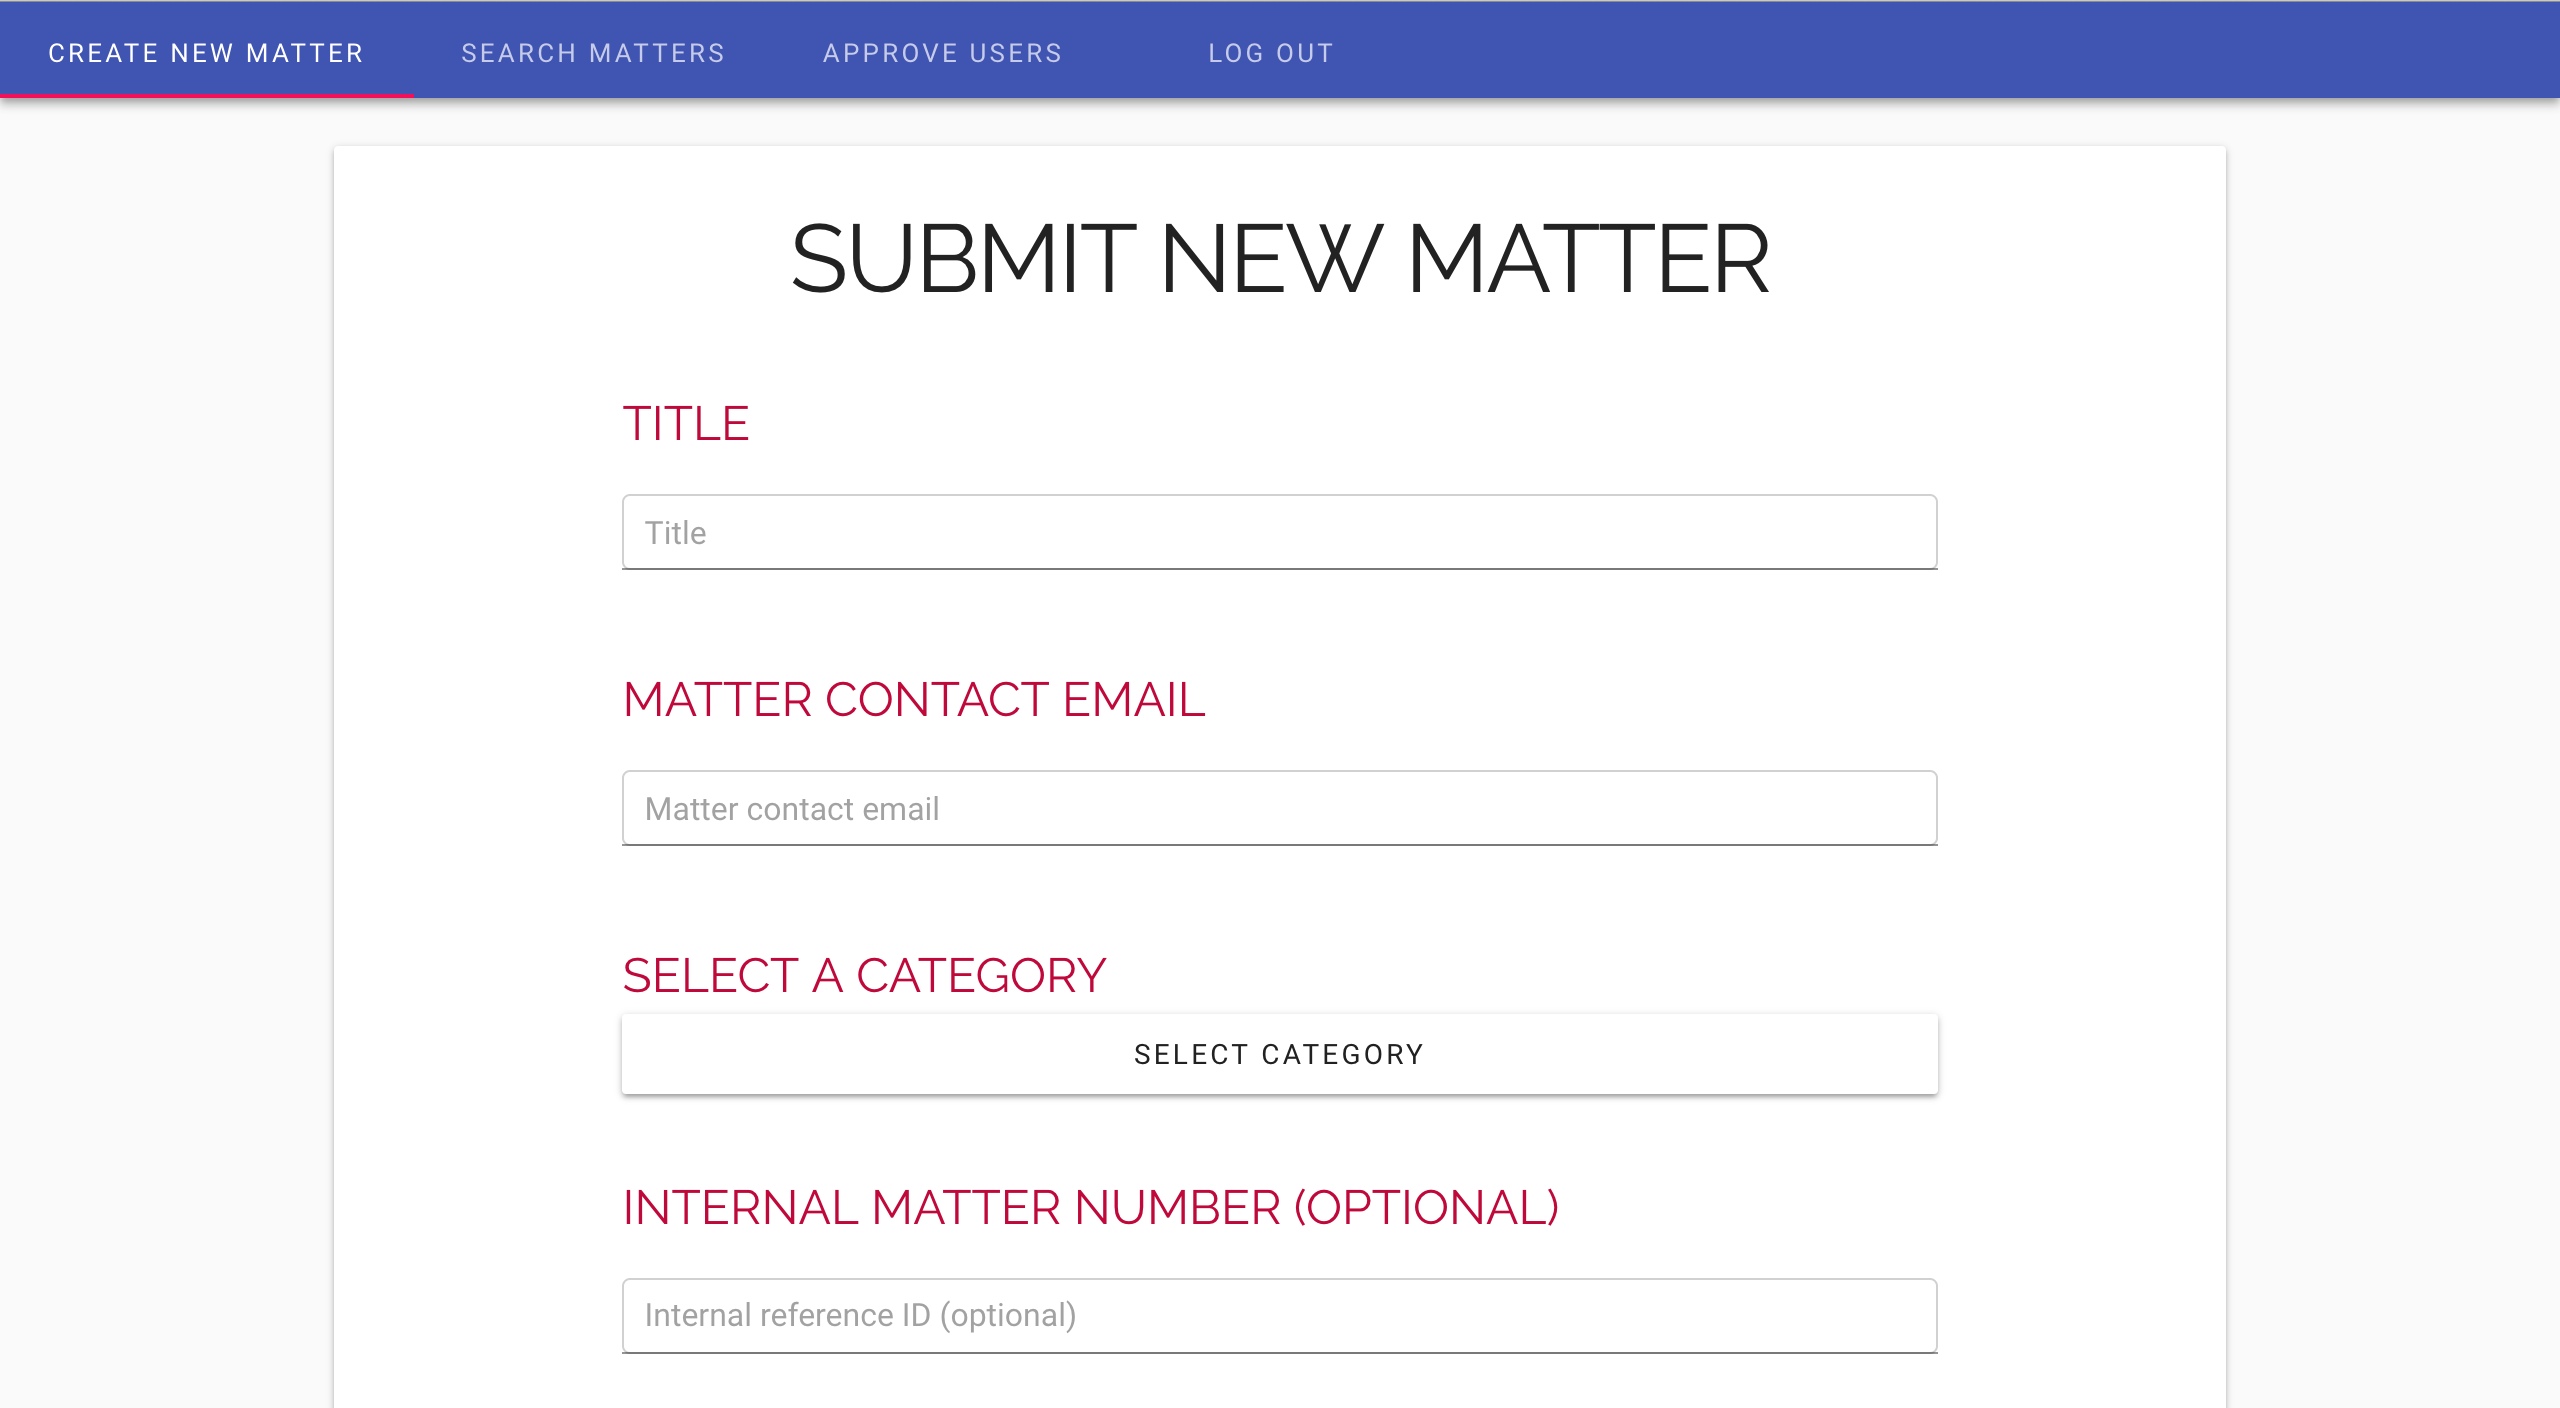 CREATE NEW MATTER SEARCH MATTERS APPROVE USERS LOG OUT
SUBMIT NEW MATTER
TITLE
Title
MATTER CONTACT EMAIL
Matter contact email
SELECT A CATEGORY
SELECT CATEGORY
INTERNAL MATTER NUMBER (OPTIONAL)
Internal reference ID (optional)